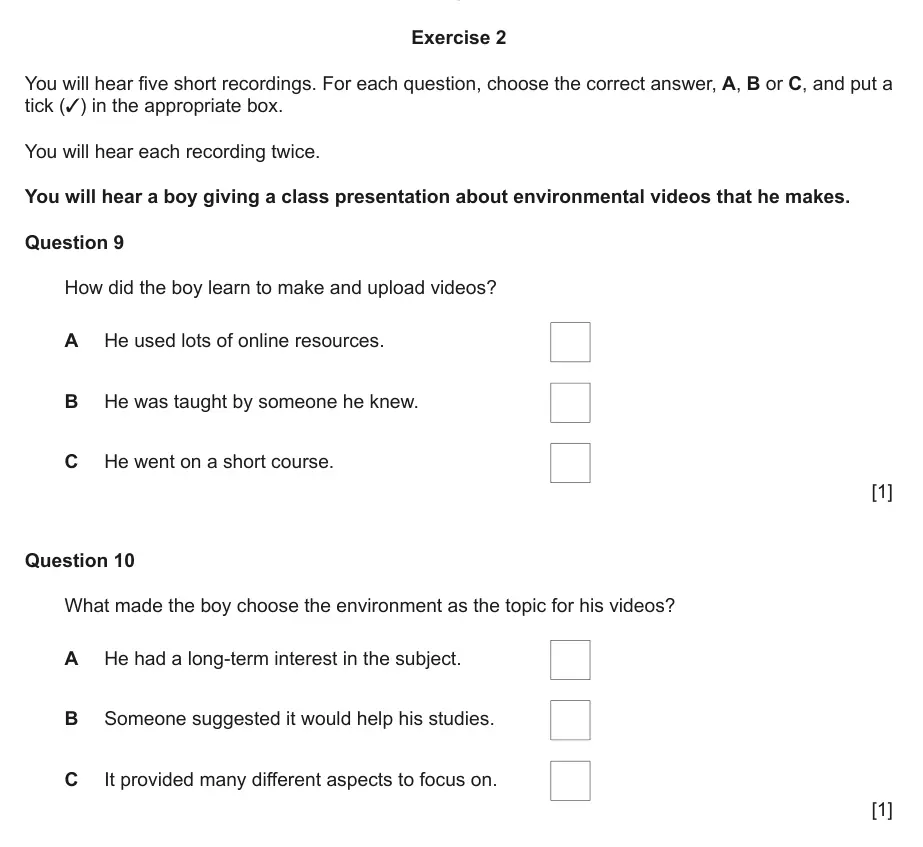 Exercise 2
You will hear five short recordings. For each question, choose the correct answer, A, B or C, and put a
tick (✓) in the appropriate box.
You will hear each recording twice.
You will hear a boy giving a class presentation about environmental videos that he makes.
Question 9
How did the boy learn to make and upload videos?
A He used lots of online resources.
B He was taught by someone he knew.
C He went on a short course.
[1]
Question 10
What made the boy choose the environment as the topic for his videos?
A He had a long-term interest in the subject.
B Someone suggested it would help his studies.
C It provided many different aspects to focus on.
[1]